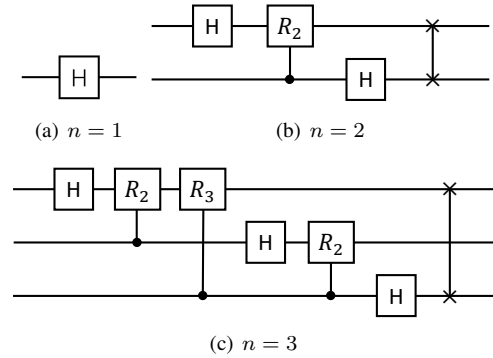 H R₂
H
H
(a) n = 1
(b) n = 2
H R₂ R₃
H R₂
H
(c) n = 3